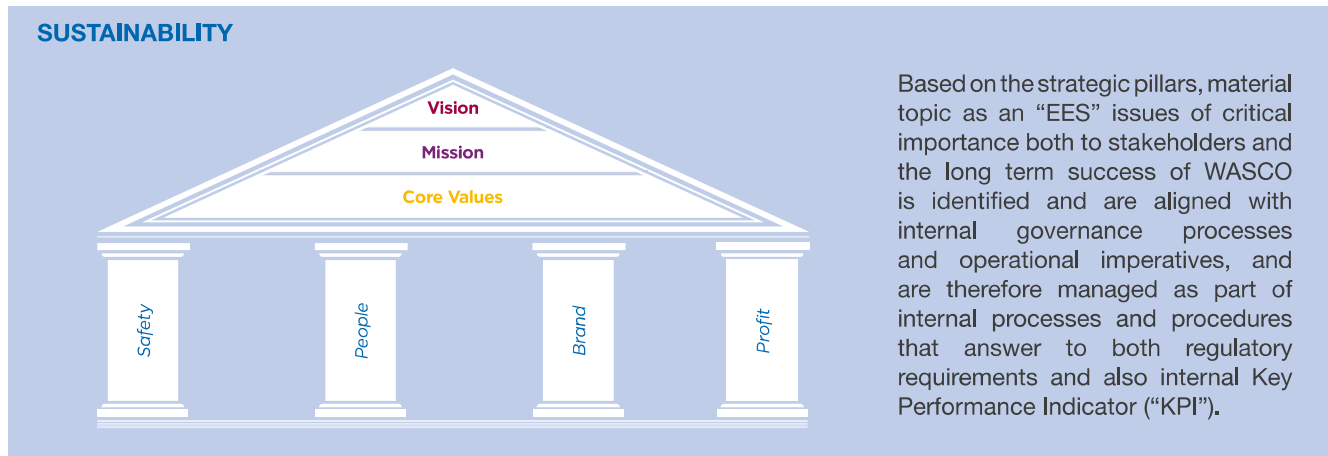 SUSTAINABILITY
Vision
Mission
Core Values
Safety
People
Brand
Profit
Based on the strategic pillars, material
topic as an “EES” issues of critical
importance both to stakeholders and
the long term success of WASCO
is identified and are aligned with
internal governance processes
and operational imperatives, and
are therefore managed as part of
internal processes and procedures
that answer to both regulatory
requirements and also internal Key
Performance Indicator (“KPI”).